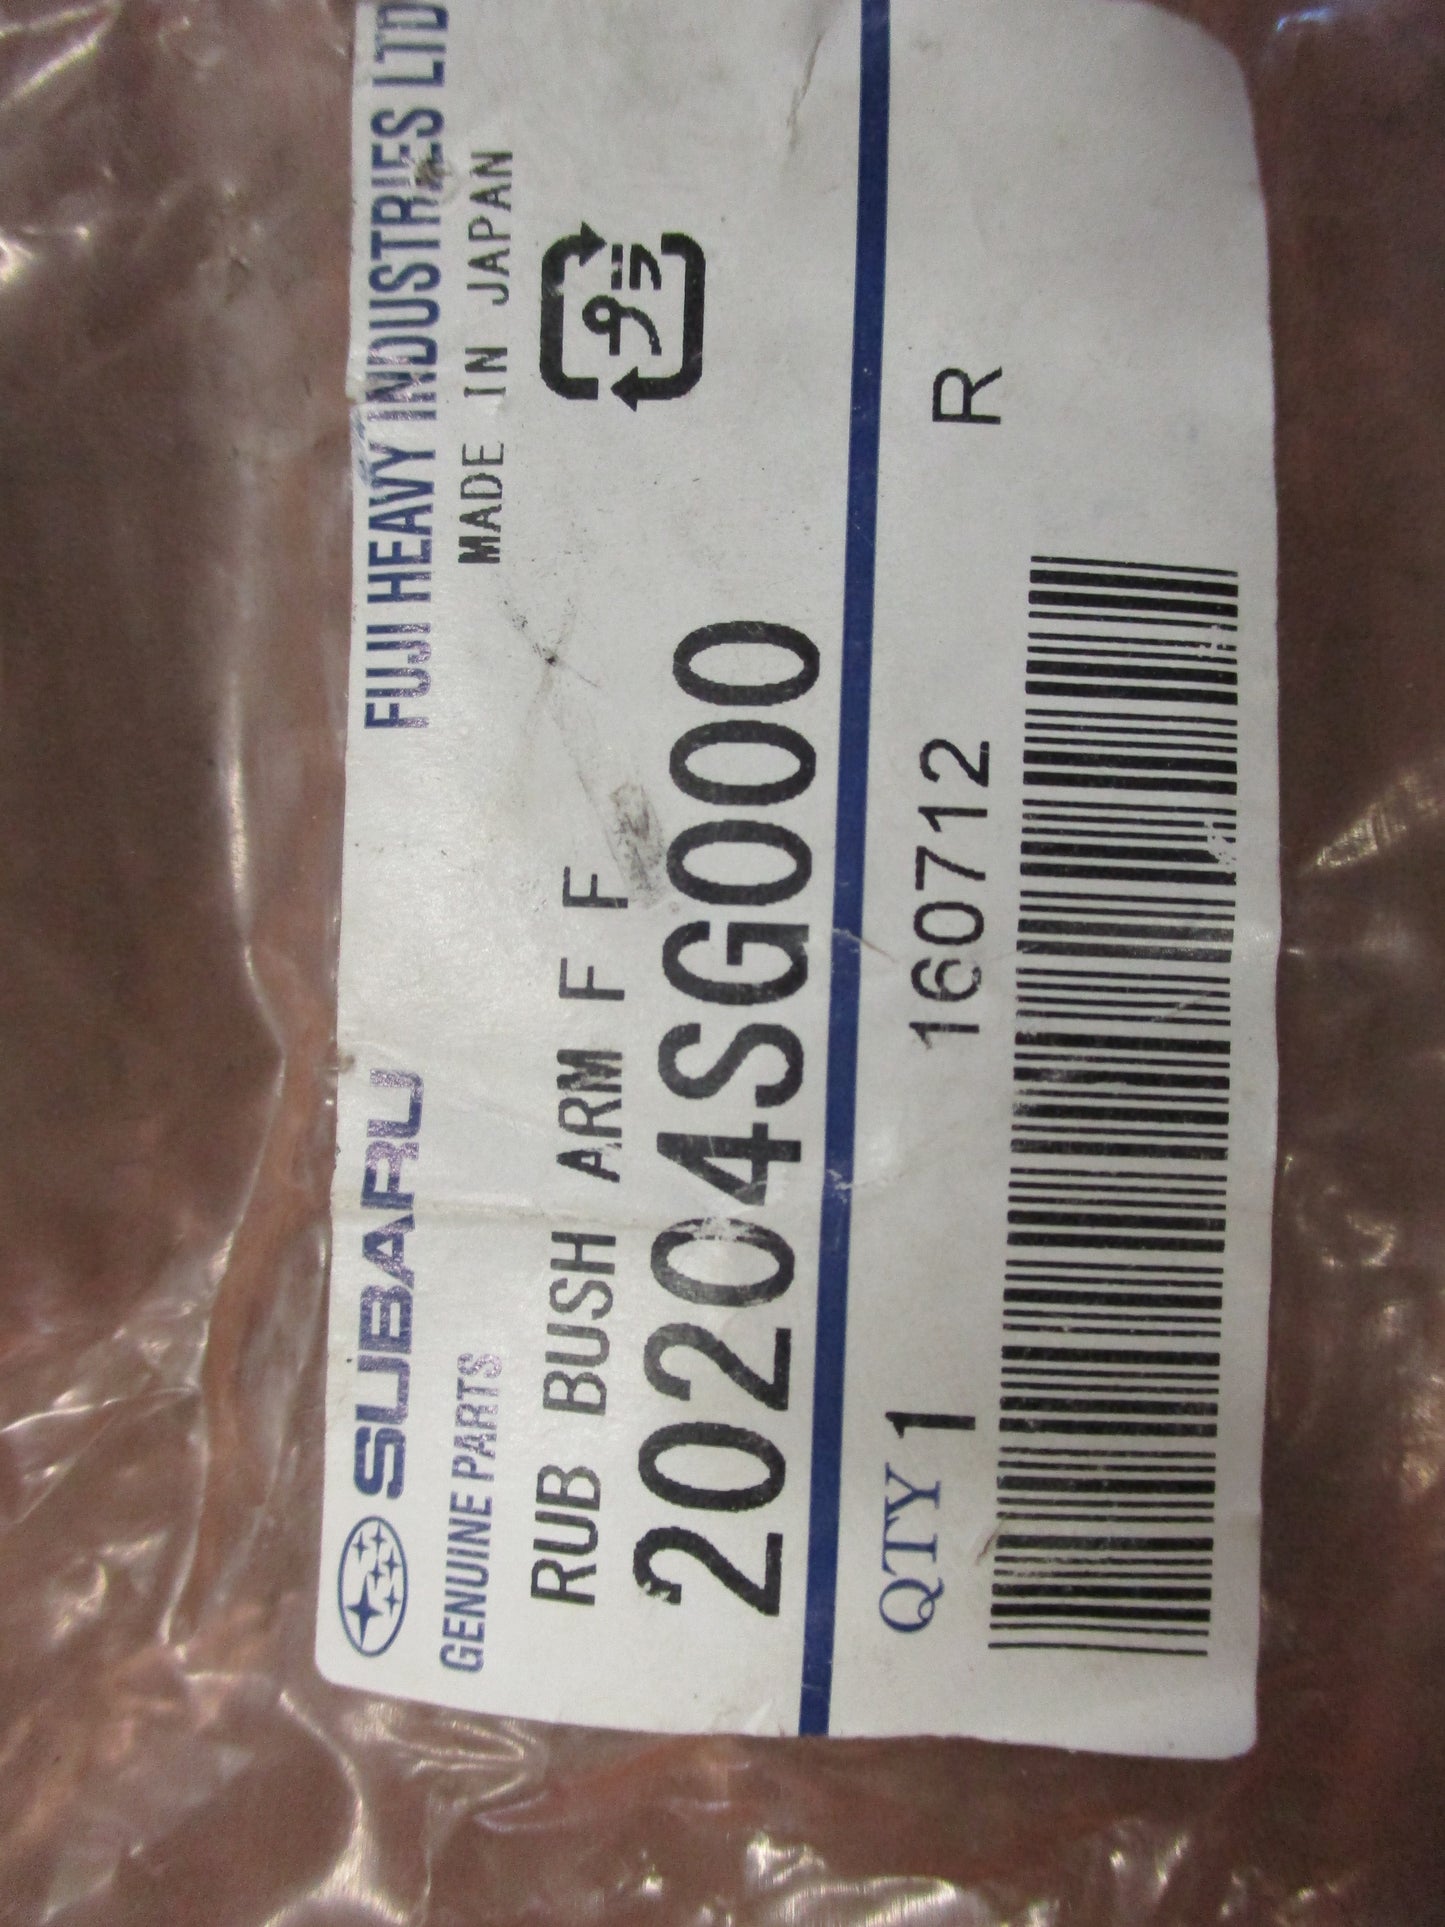 SUBARU FUJI HEAVY INDUSTRIES LTD
GENUINE PARTS MADE IN JAPAN
RUB BUSH ARM F F
プラ
20204SG000
QTY 1 160712 R